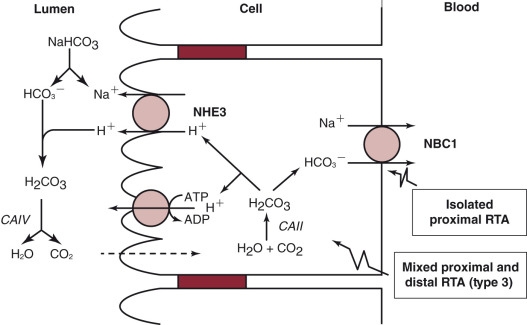 Lumen Cell Blood
NaHCO3
HCO3− Na+
NHE3
Na+
NBC1
H+ H+
HCO3−
H2CO3
ATP
ADP
H+
H2CO3
Isolated
proximal RTA
CAIV
CAII
H2O CO2
H2O + CO2
Mixed proximal and
distal RTA (type 3)